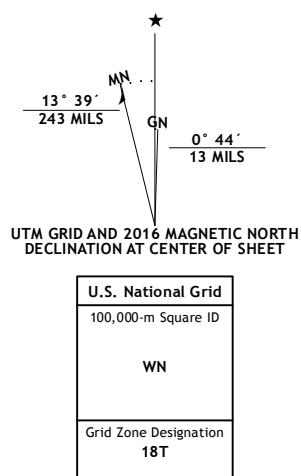 MN
13° 39´
243 MILS
GN
0° 44´
13 MILS
UTM GRID AND 2016 MAGNETIC NORTH
DECLINATION AT CENTER OF SHEET
U.S. National Grid
100,000-m Square ID
WN
Grid Zone Designation
18T